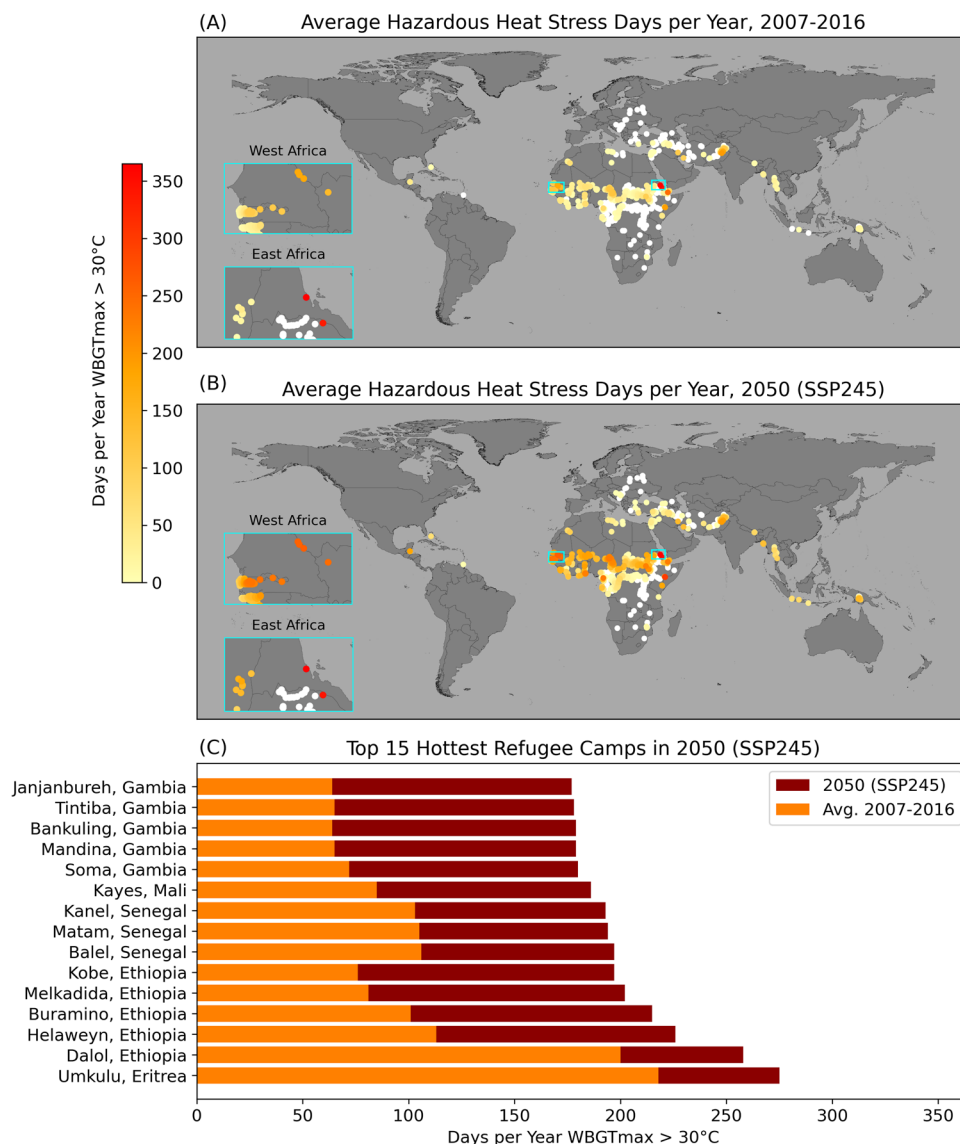 (A) Average Hazardous Heat Stress Days per Year, 2007-2016
West Africa
East Africa
350
300
250
200
150
100
50
0
Days per Year WBGTmax > 30°C
(B) Average Hazardous Heat Stress Days per Year, 2050 (SSP245)
West Africa
East Africa
(C) Top 15 Hottest Refugee Camps in 2050 (SSP245)
2050 (SSP245)
Avg. 2007-2016
Janjanbureh, Gambia
Tintiba, Gambia
Bankuling, Gambia
Mandina, Gambia
Soma, Gambia
Kayes, Mali
Kanel, Senegal
Matam, Senegal
Balel, Senegal
Kobe, Ethiopia
Melkadida, Ethiopia
Buramino, Ethiopia
Helaweyn, Ethiopia
Dalol, Ethiopia
Umkulu, Eritrea
0 50 100 150 200 250 300 350
Days per Year WBGTmax > 30°C